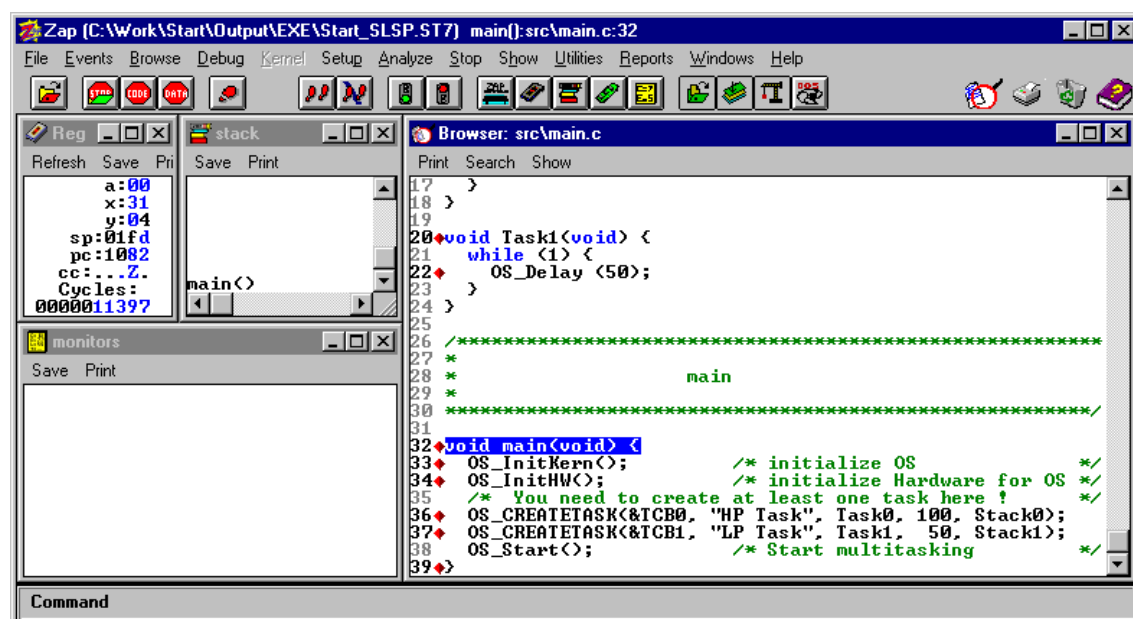 Zap (C:\Work\Start\Output\EXE\Start_SLSP.ST7) main():src\main.c:32
File Events Browse Debug Kernel Setup Analyze Stop Show Utilities Reports Windows Help
STMD CODE DATA
Reg
Refresh Save Pri
a:00
x:31
y:04
sp:01fd
pc:1082
cc:...Z.
Cycles:
0000011397
stack
Save Print
main()
monitors
Save Print
Browser: src\main.c
Print Search Show
17 }
18 }
19
20 void Task1(void) {
21 while (1) {
22 OS_Delay (50);
23 }
24 }
25
26 /********************************************************
27 *
28 * main
29 *
30 ********************************************************/
31
32 void main(void) {
33 OS_InitKern(); /* initialize OS */
34 OS_InitHW(); /* initialize Hardware for OS */
35 /* You need to create at least one task here ! */
36 OS_CREATETASK(&TCB0, "HP Task", Task0, 100, Stack0);
37 OS_CREATETASK(&TCB1, "LP Task", Task1, 50, Stack1);
38 OS_Start(); /* Start multitasking */
39 }
Command